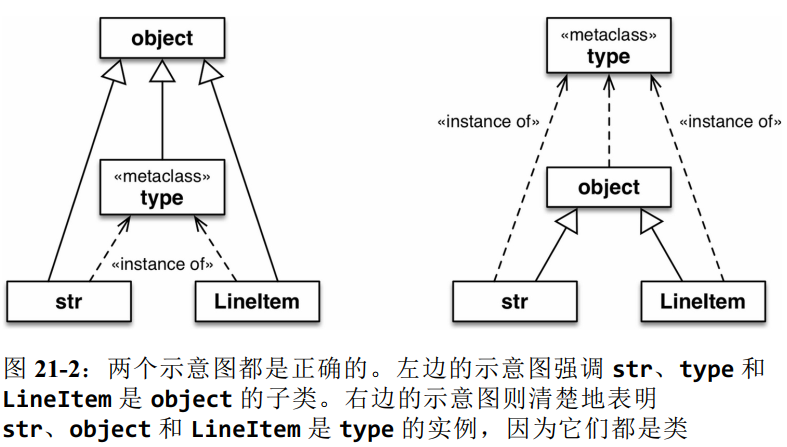 object
«metaclass»
type
«instance of»
str
LineItem
«metaclass»
type
«instance of»
«instance of»
object
str
LineItem
图 21-2：两个示意图都是正确的。左边的示意图强调 str、type 和
LineItem 是 object 的子类。右边的示意图则清楚地表明
str、object 和 LineItem 是 type 的实例，因为它们都是类